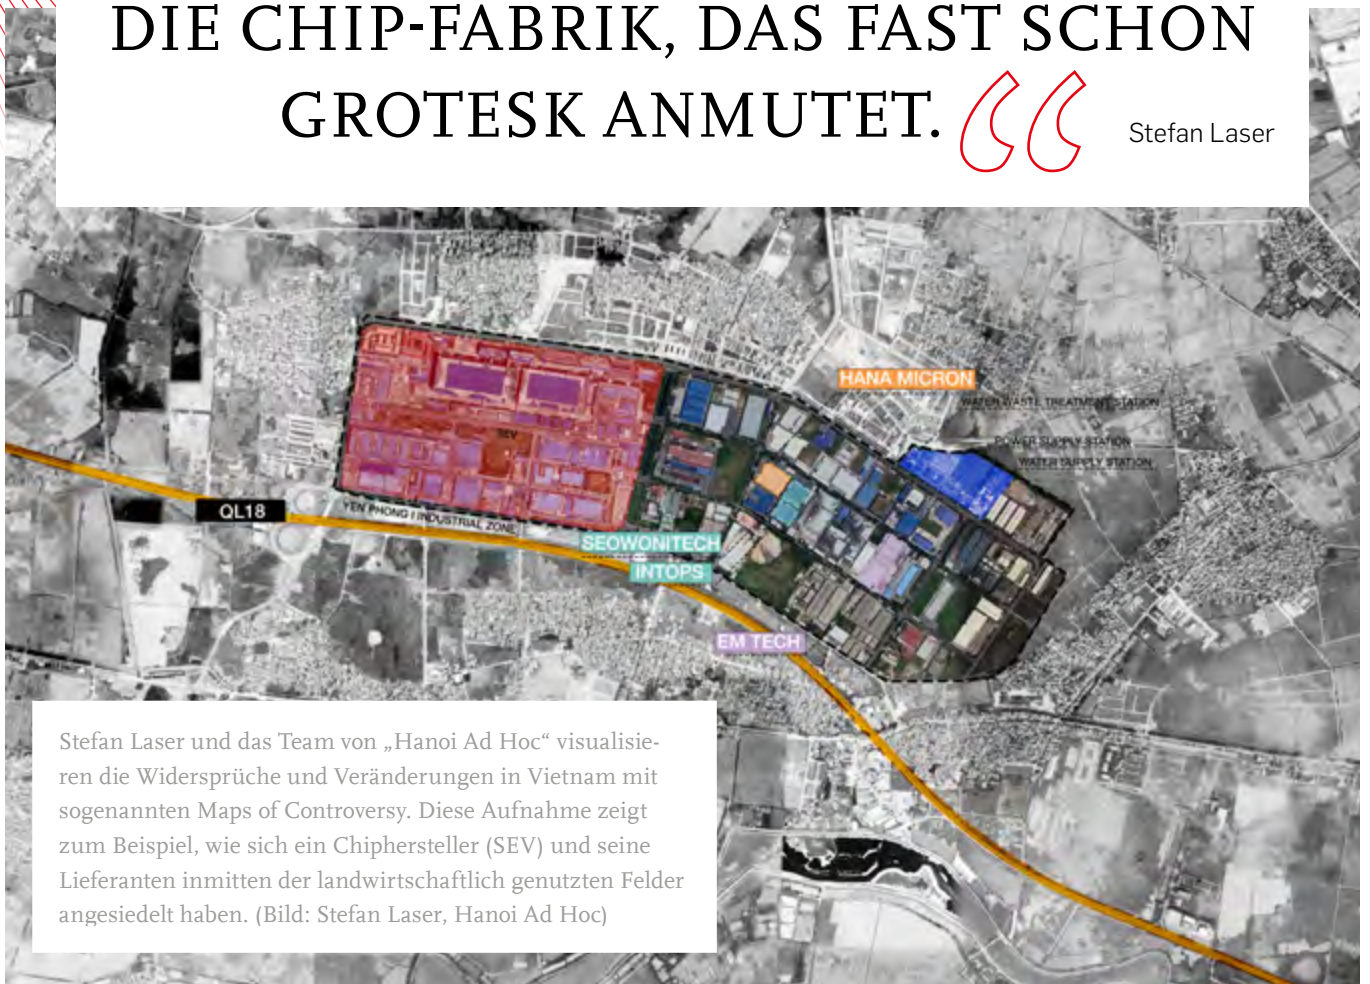 DIE CHIP-FABRIK, DAS FAST SCHON
GROTESK ANMUTET.“
Stefan Laser
HANA MICRON
WATER WASTE TREATMENT STATION
POWER SUPPLY STATION
WATER SUPPLY STATION
SEV
QL18
YEN PHONG I INDUSTRIAL ZONE
SEOWONITECH
INTOPS
EM TECH
Stefan Laser und das Team von „Hanoi Ad Hoc“ visualisie-
ren die Widersprüche und Veränderungen in Vietnam mit
sogenannten Maps of Controversy. Diese Aufnahme zeigt
zum Beispiel, wie sich ein Chiphersteller (SEV) und seine
Lieferanten inmitten der landwirtschaftlich genutzten Felder
angesiedelt haben. (Bild: Stefan Laser, Hanoi Ad Hoc)